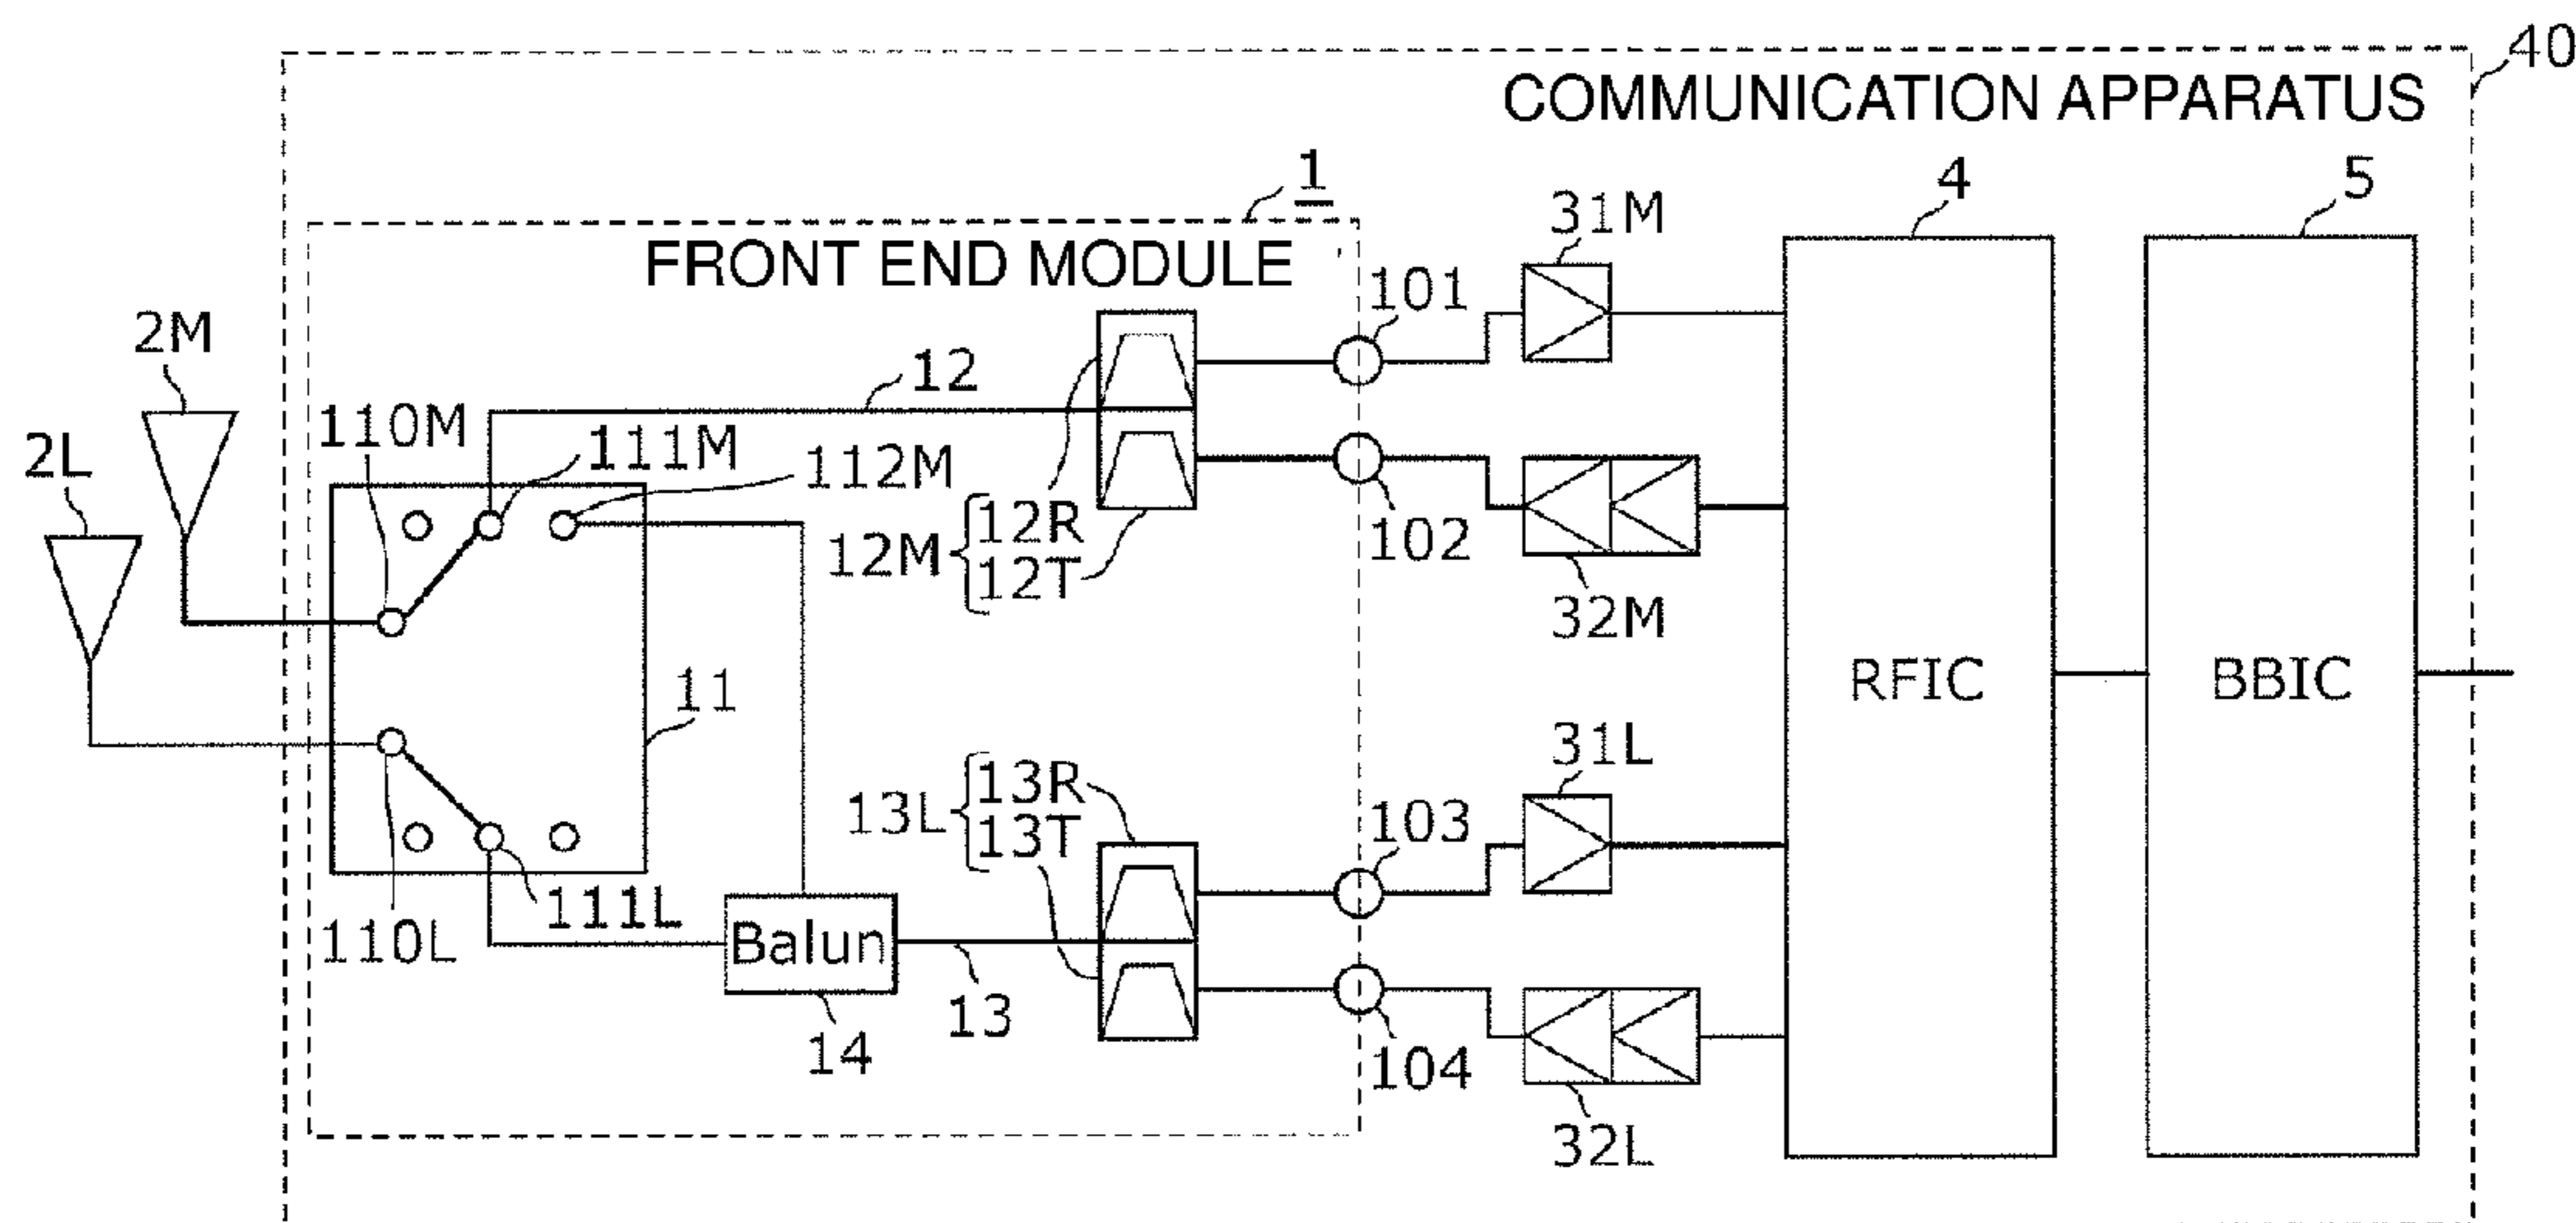 40
COMMUNICATION APPARATUS
1
FRONT END MODULE
4
5
31M
101
2M
12
110M
111M
112M
2L
12M
12R
12T
102
32M
11
RFIC
BBIC
31L
13R
13L
13T
103
111L
110L
Balun
13
14
104
32L